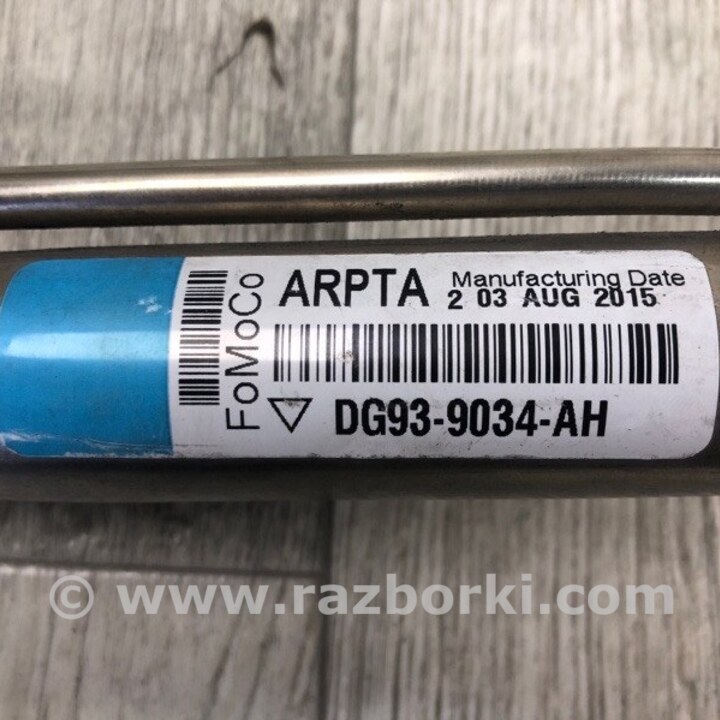 FoMoCo
ARPTA Manufacturing Date
2 03 AUG 2015
DG93-9034-AH
© www.razborki.com